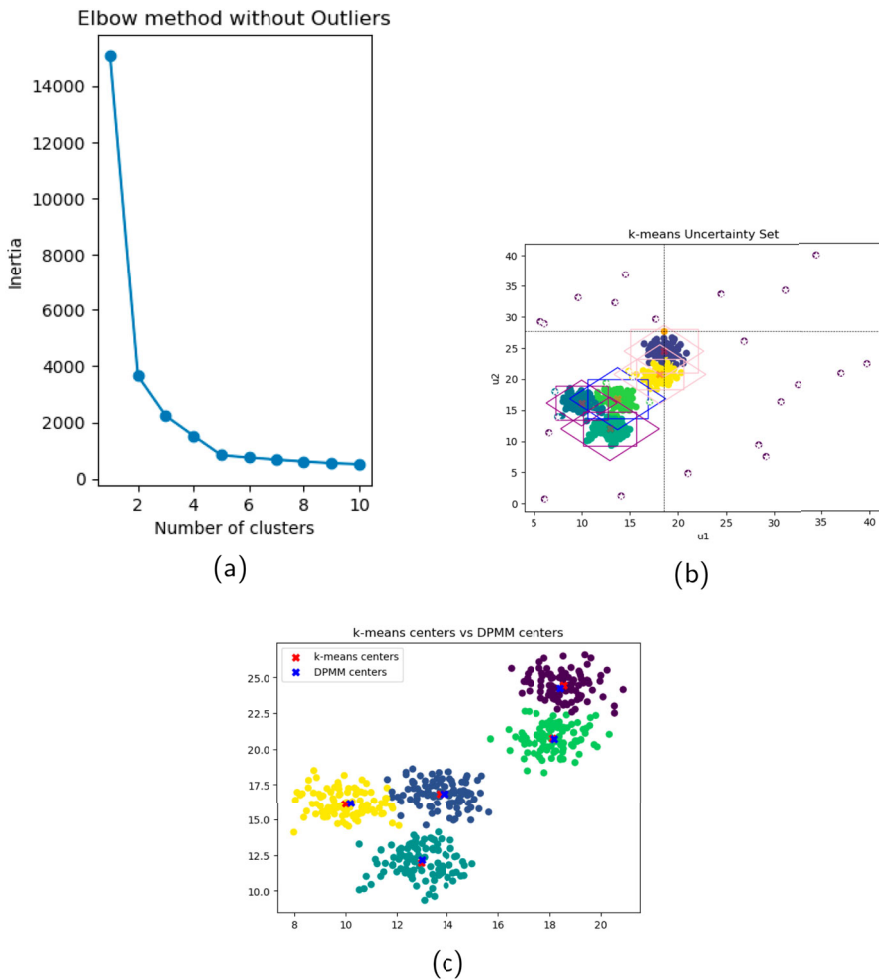 Elbow method without Outliers
14000
12000
10000
8000
6000
4000
2000
0
Inertia
2 4 6 8 10
Number of clusters
(a)
k-means Uncertainty Set
40
35
30
25
20
15
10
5
0
u2
5 10 15 20 25 30 35 40
u1
(b)
k-means centers vs DPMM centers
k-means centers
DPMM centers
25.0
22.5
20.0
17.5
15.0
12.5
10.0
8 10 12 14 16 18 20
(c)